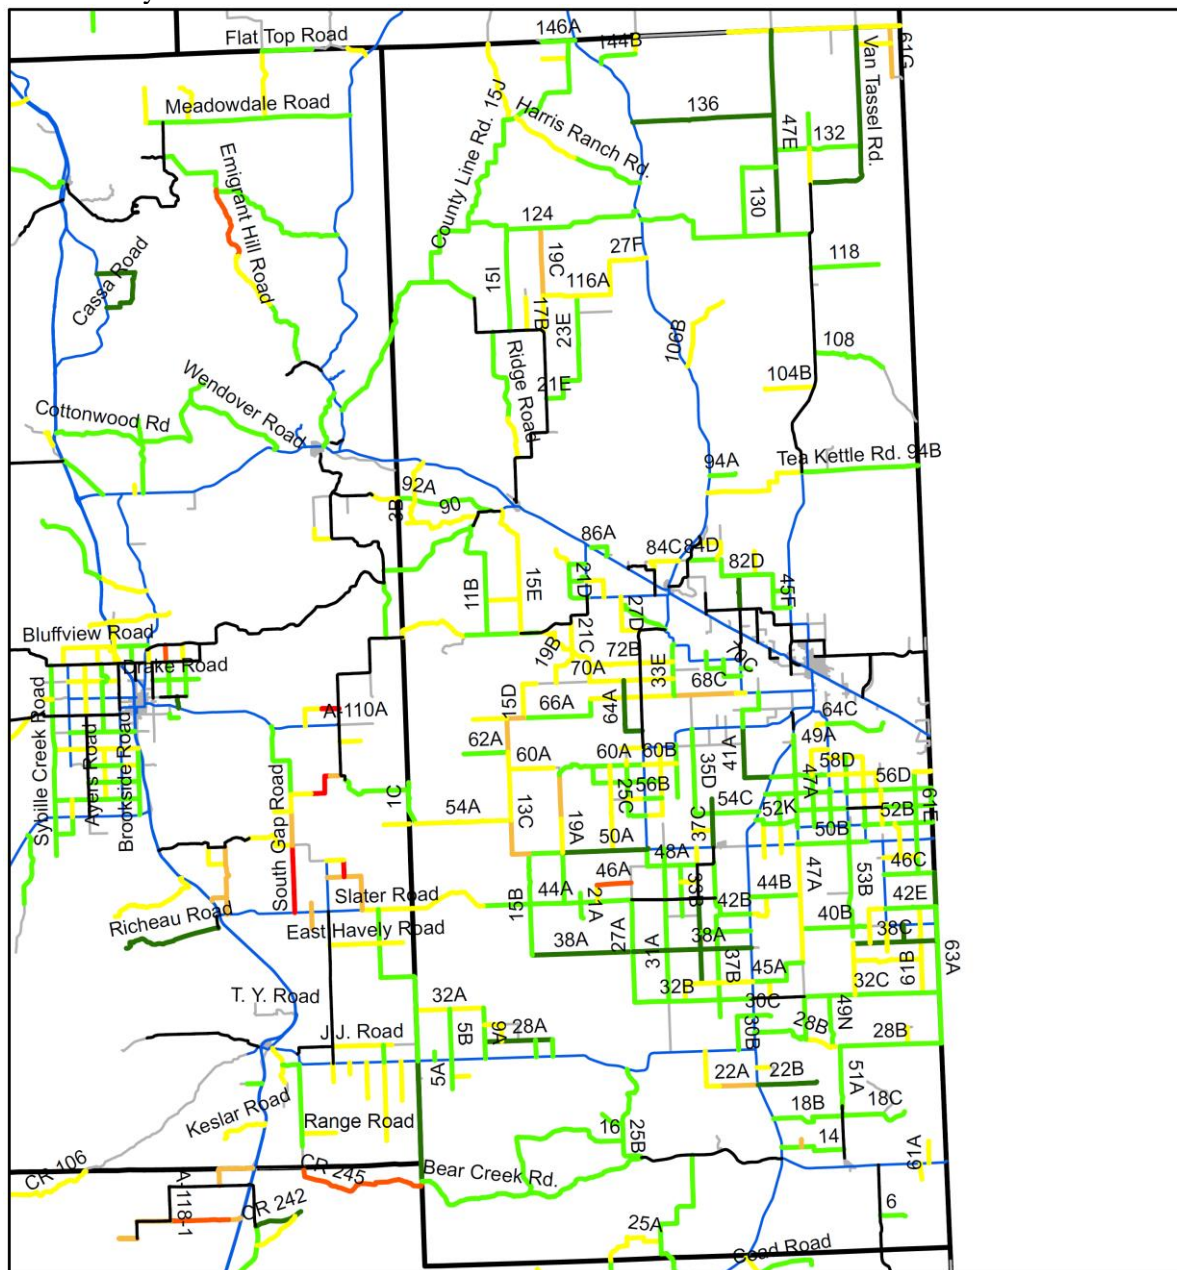 146A
Flat Top Road
144B
Van Tassel Rd.
61G
Meadowdale Road
County Line Rd. 15J
Harris Ranch Rd.
136
47E
132
Emigrant Hill Road
130
124
27F
19C
118
15I
116A
Cassa Road
17B
23E
106B
108
Ridge Road
Wendover Road
104B
21E
Cottonwood Rd
94A
Tea Kettle Rd. 94B
92A
3B
90
86A
84C
84D
82D
21D
45F
11B
15E
27D
Bluffview Road
19B
21C
72B
33E
70C
Drake Road
70A
68C
Sybille Creek Road
Ayers Road
Brookside Road
A-110A
15D
66A
64A
64C
62A
60A
60A
60B
41A
49A
58D
South Gap Road
1C
25C
56B
35D
47A
56D
54A
13C
19A
54C
52K
52B
61E
50A
37C
50B
48A
46A
46C
Slater Road
15B
44A
21A
33B
42B
44B
47A
53B
42E
Richeau Road
East Havely Road
38A
27A
31A
38A
37B
40B
38C
45A
61B
63A
32B
32C
T. Y. Road
32A
30C
49N
J.J. Road
5B
9A
28A
30B
28B
28B
5A
22A
22B
51A
Keslar Road
Range Road
16
25B
18B
18C
14
61A
CR 106
CR 245
Bear Creek Rd.
A-118-1
CR 242
25A
6
Coad Road